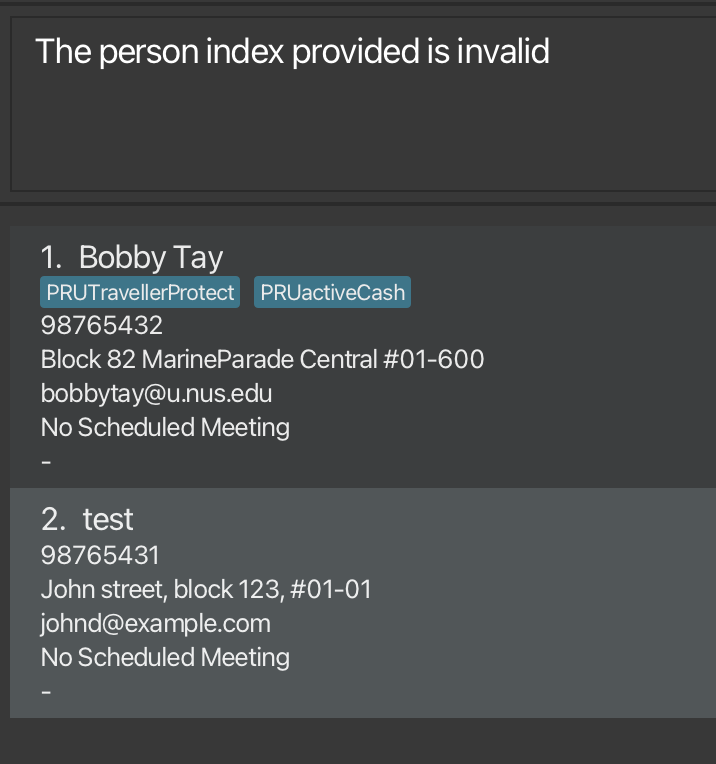 The person index provided is invalid
1. Bobby Tay
PRUTravellerProtect PRUactiveCash
98765432
Block 82 MarineParade Central #01-600
bobbytay@u.nus.edu
No Scheduled Meeting
-
2. test
98765431
John street, block 123, #01-01
johnd@example.com
No Scheduled Meeting
-